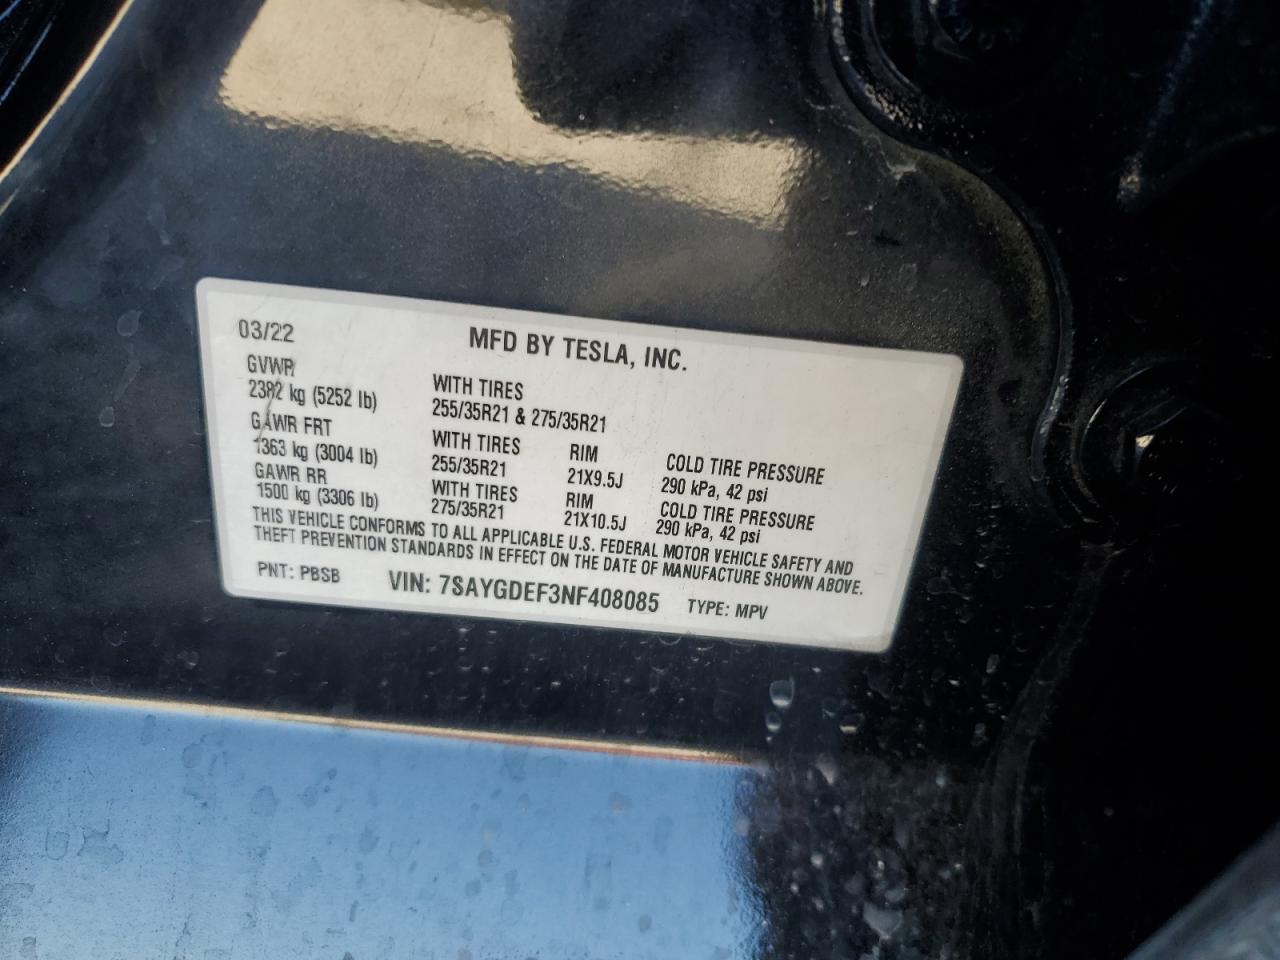 03/22
MFD BY TESLA, INC.
GVWR
2382 kg (5252 lb)
WITH TIRES
255/35R21 & 275/35R21
GAWR FRT
1363 kg (3004 lb)
WITH TIRES
255/35R21
RIM
21X9.5J
COLD TIRE PRESSURE
290 kPa, 42 psi
GAWR RR
1500 kg (3306 lb)
WITH TIRES
275/35R21
RIM
21X10.5J
COLD TIRE PRESSURE
290 kPa, 42 psi
THIS VEHICLE CONFORMS TO ALL APPLICABLE U.S. FEDERAL MOTOR VEHICLE SAFETY AND
THEFT PREVENTION STANDARDS IN EFFECT ON THE DATE OF MANUFACTURE SHOWN ABOVE.
PNT: PBSB VIN: 7SAYGDEF3NF408085 TYPE: MPV